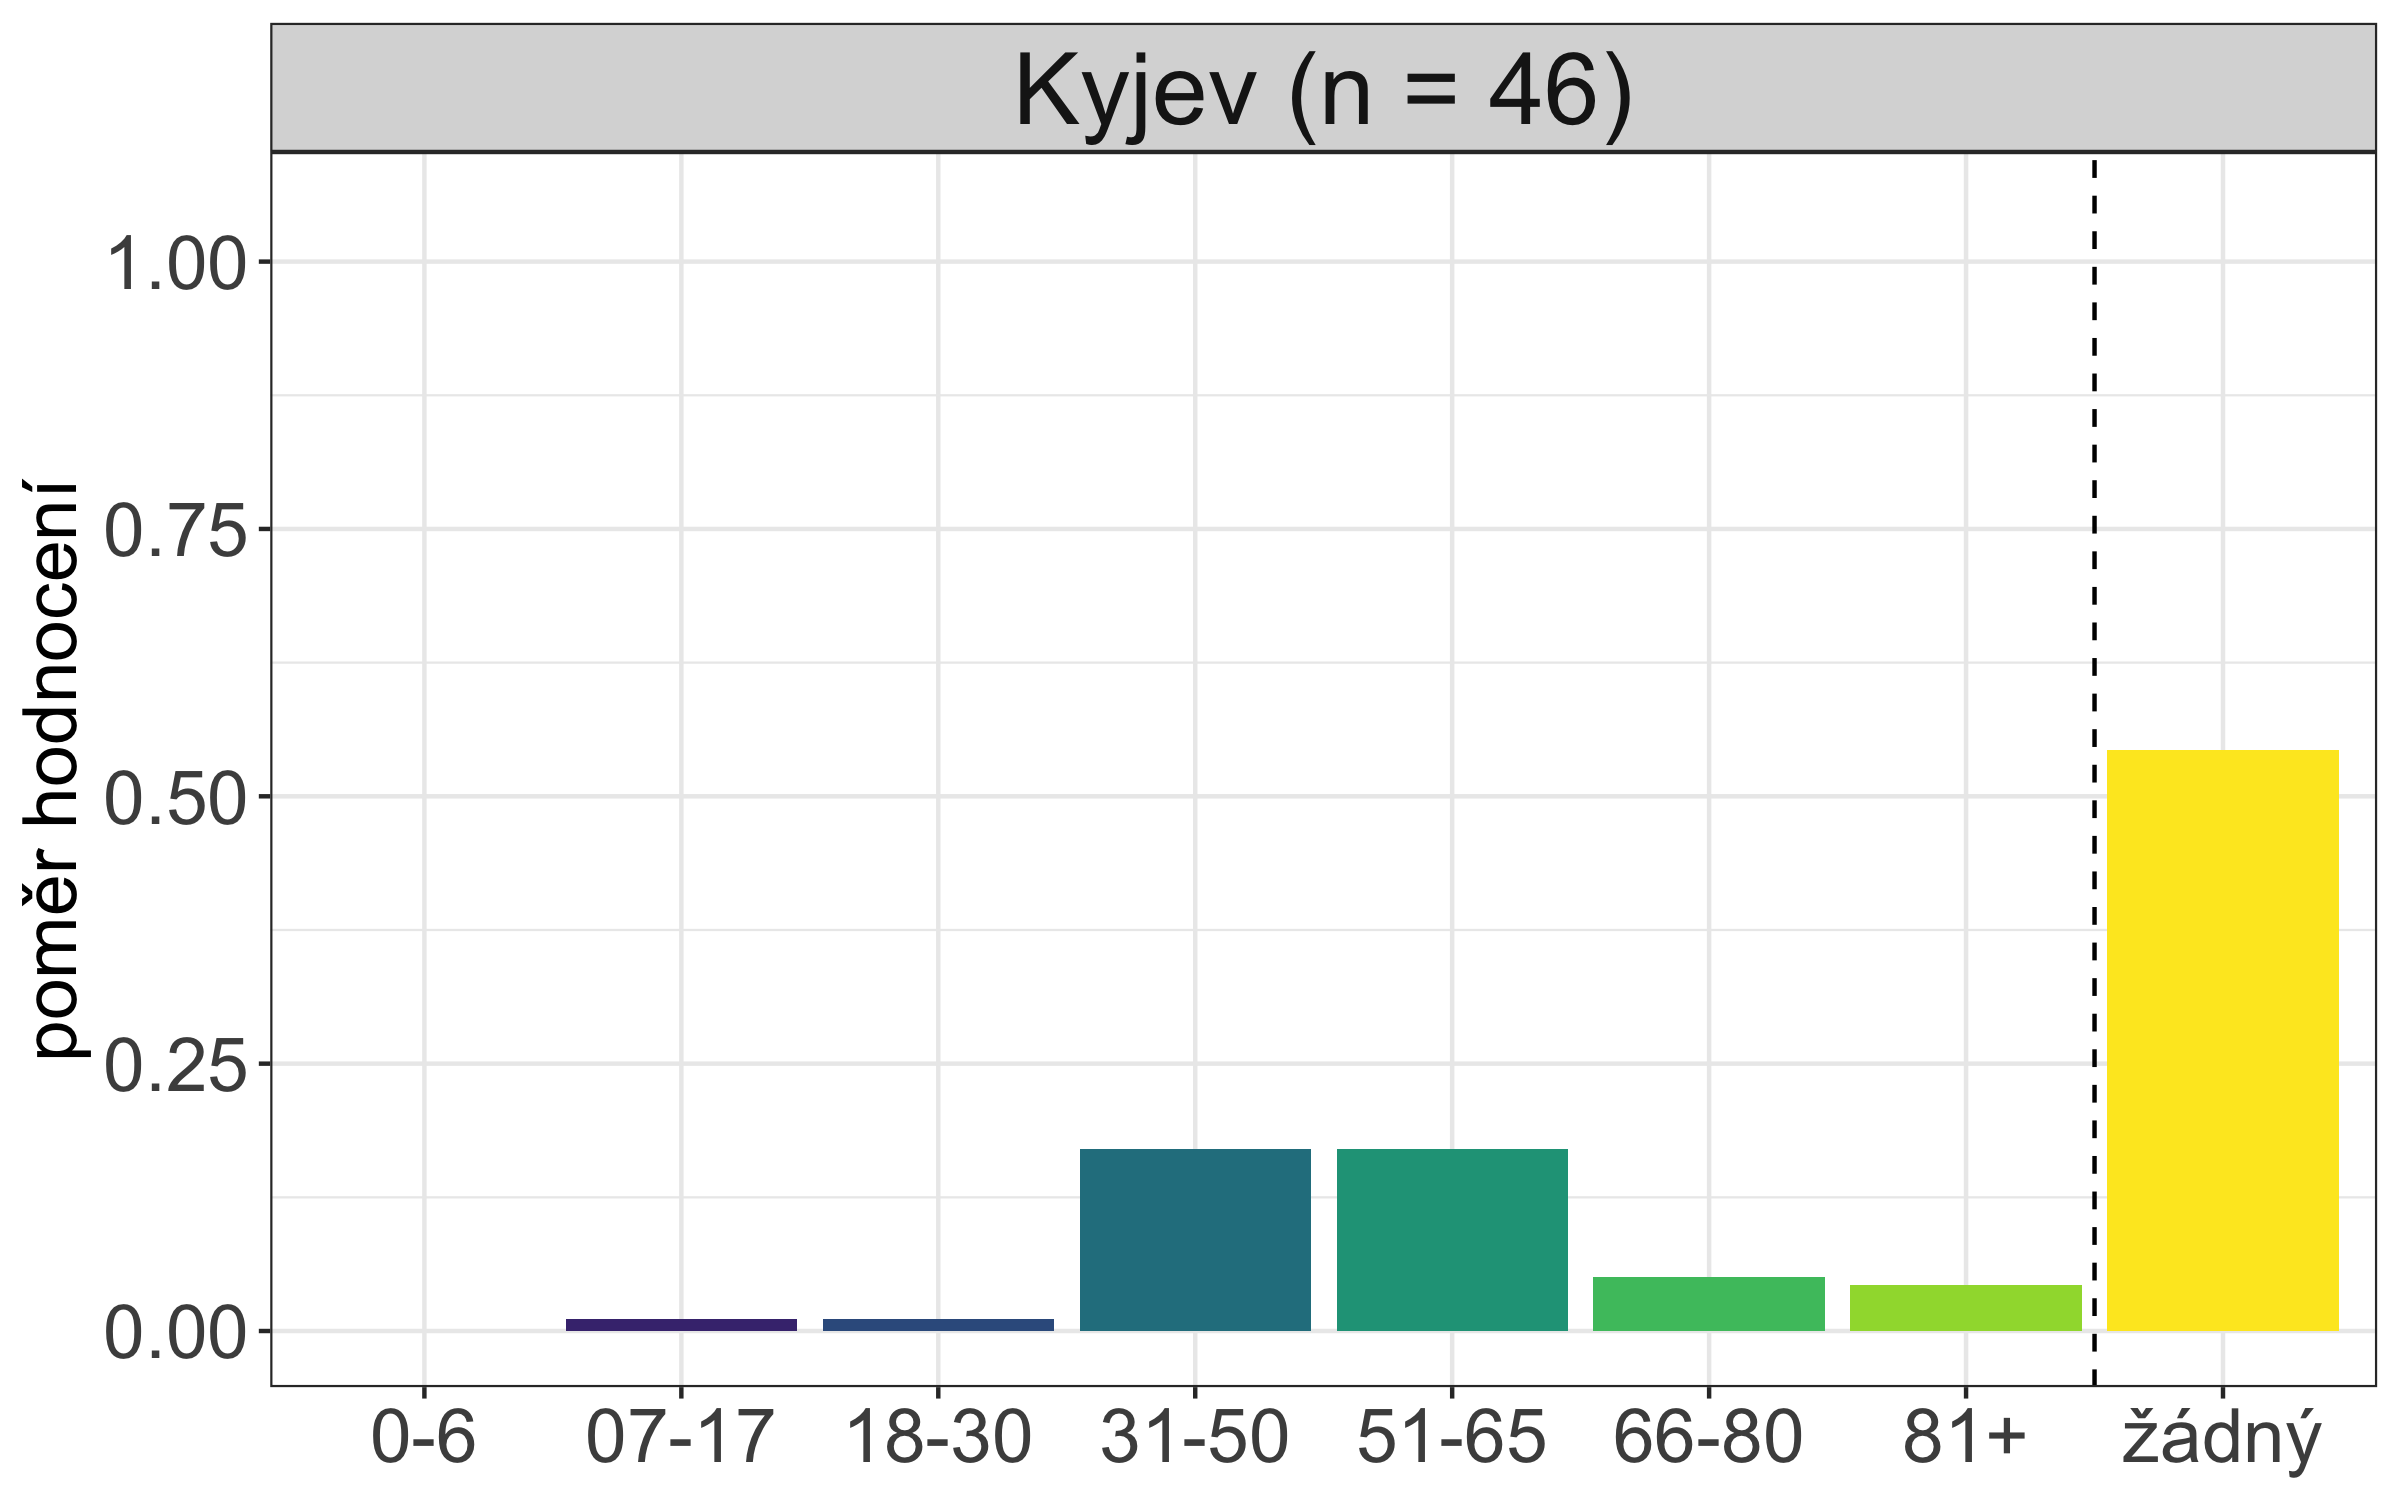 Kyjev (n = 46)
poměr hodnocení
1.00
0.75
0.50
0.25
0.00
0-6 07-17 18-30 31-50 51-65 66-80 81+ žádný